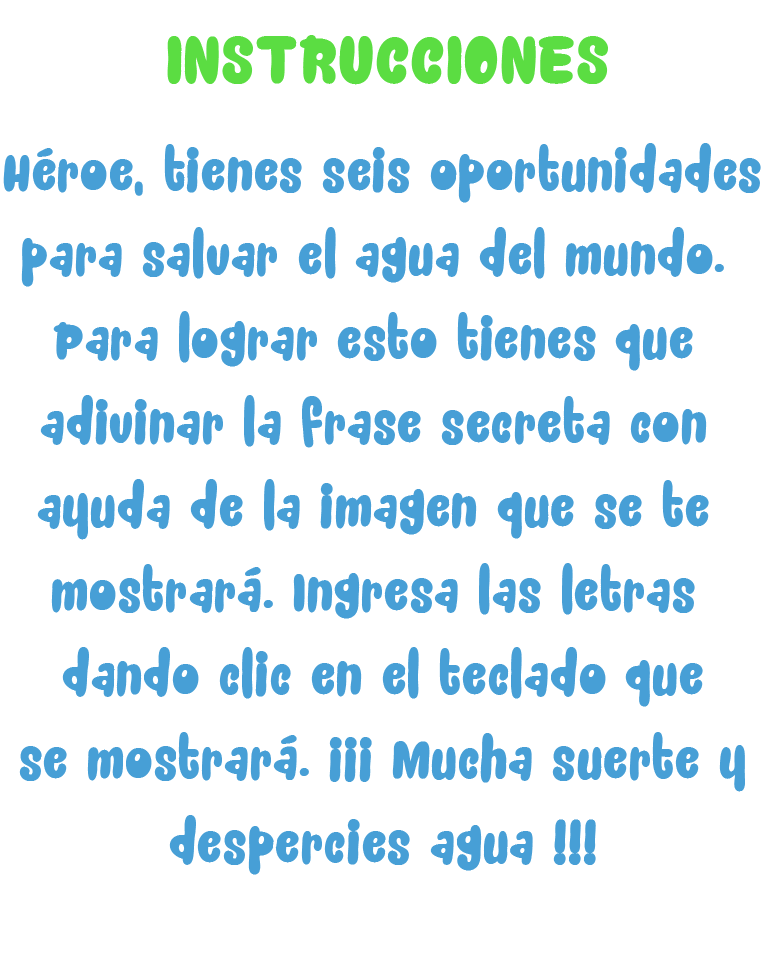 INSTRUCCIONES
Héroe, tienes seis oportunidades
para salvar el agua del mundo.
Para lograr esto tienes que
adivinar la frase secreta con
ayuda de la imagen que se te
mostrará. Ingresa las letras
dando clic en el teclado que
se mostrará. ¡¡¡ Mucha suerte y
despercies agua !!!